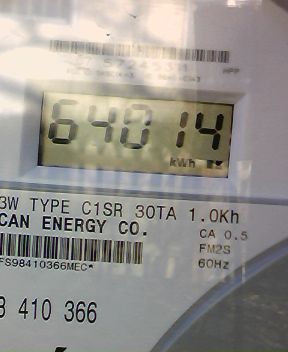 64014
kWh
3W TYPE C1SR 30TA 1.0Kh
CAN ENERGY CO.
CA 0.5
FM2S
FS98410366MEC*
60Hz
8 410 366